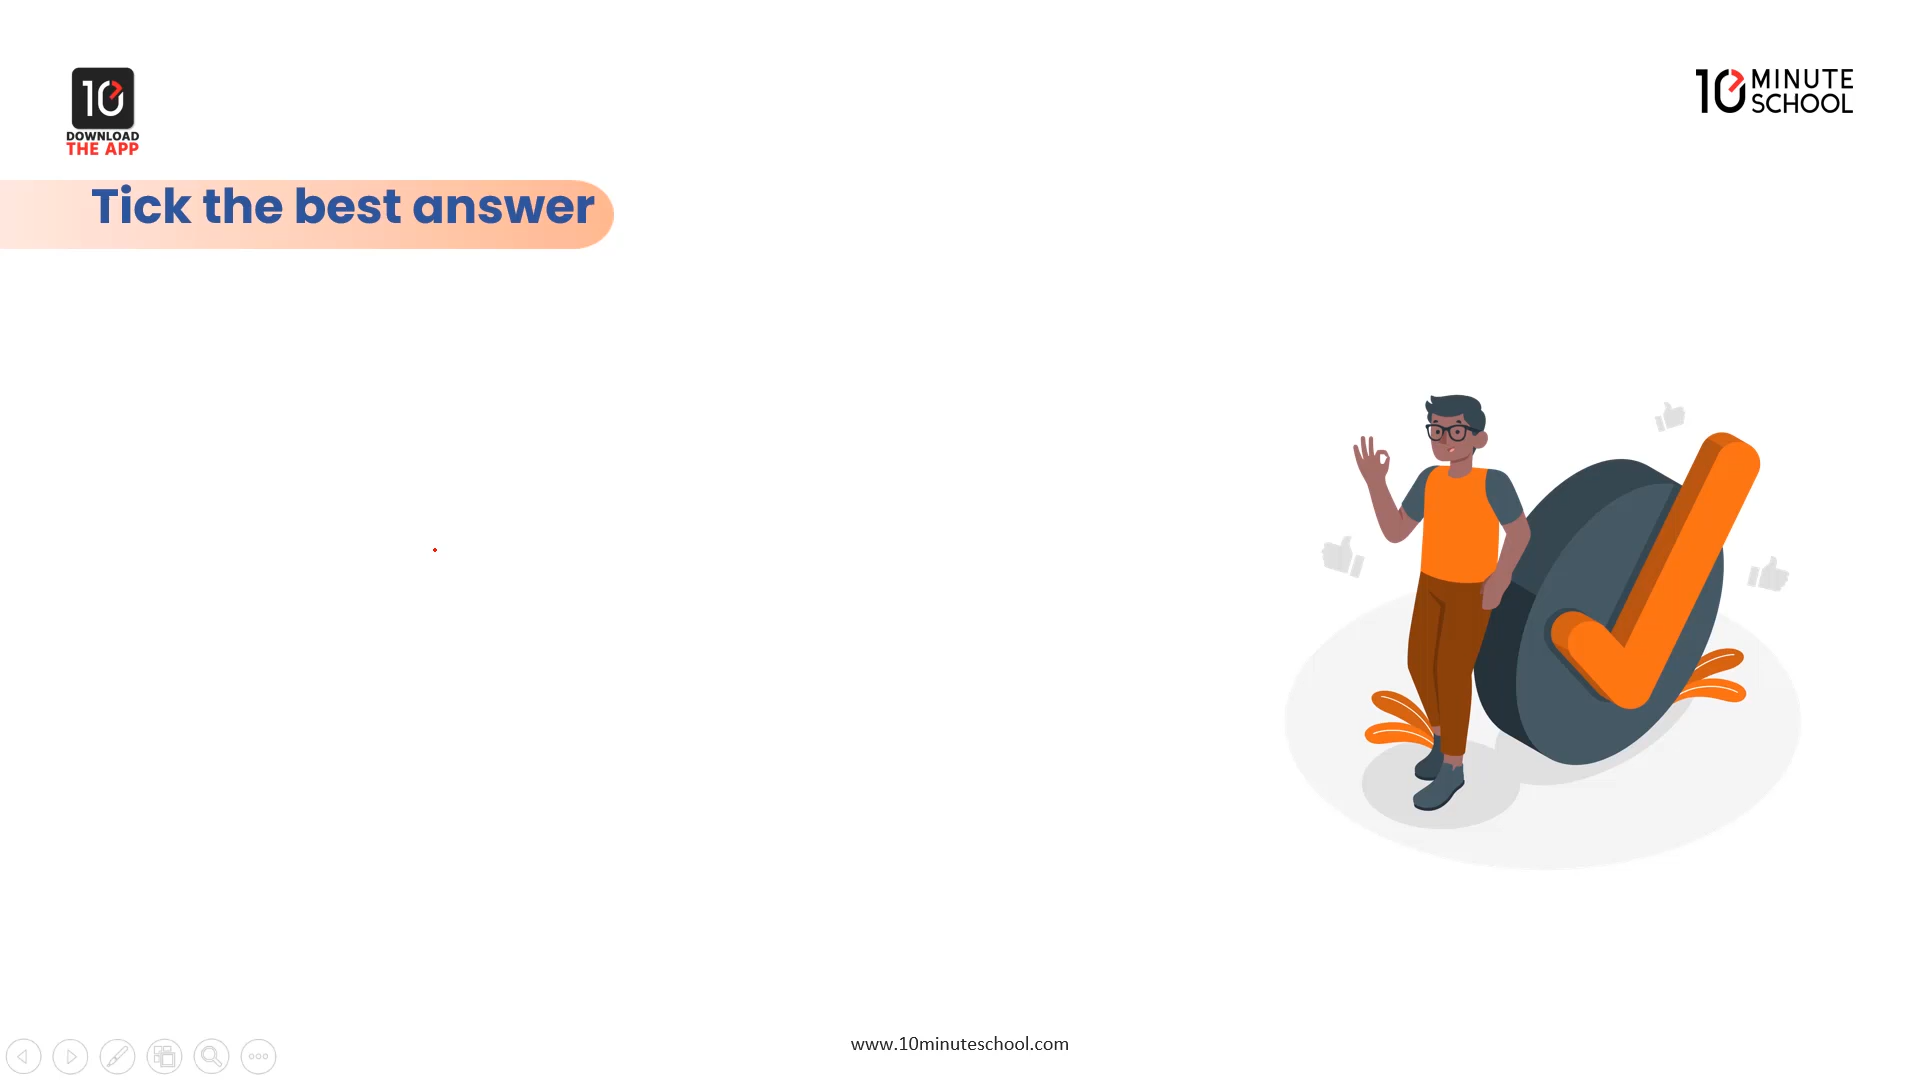 10
DOWNLOAD
THE APP
10 MINUTE
SCHOOL
Tick the best answer
www.10minuteschool.com